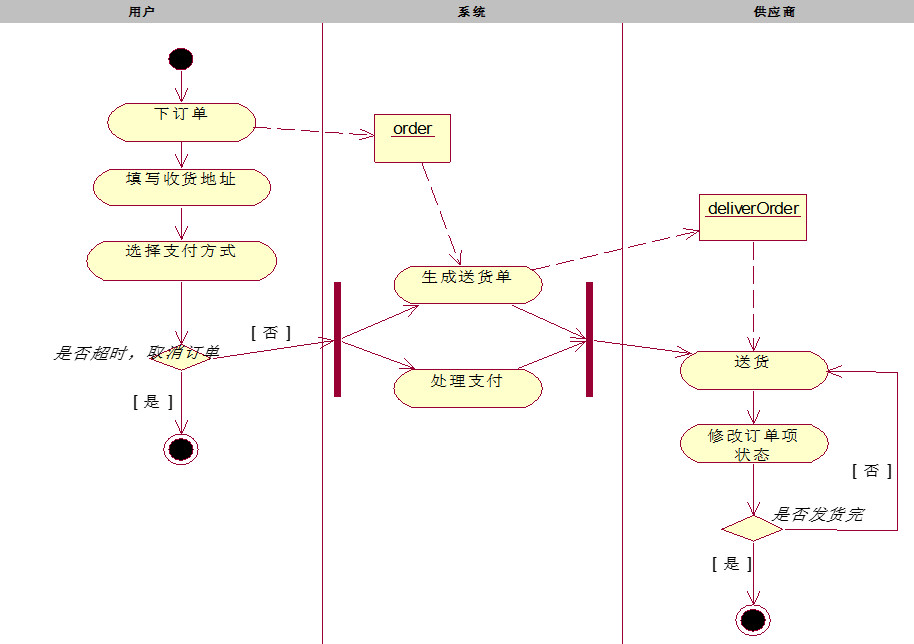 用户
系统
供应商
下订单
order
填写收货地址
deliverOrder
选择支付方式
生成送货单
[ 否 ]
是否超时，取消订单
送货
处理支付
[ 是 ]
修改订单项
状态
[ 否 ]
是否发货完
[ 是 ]